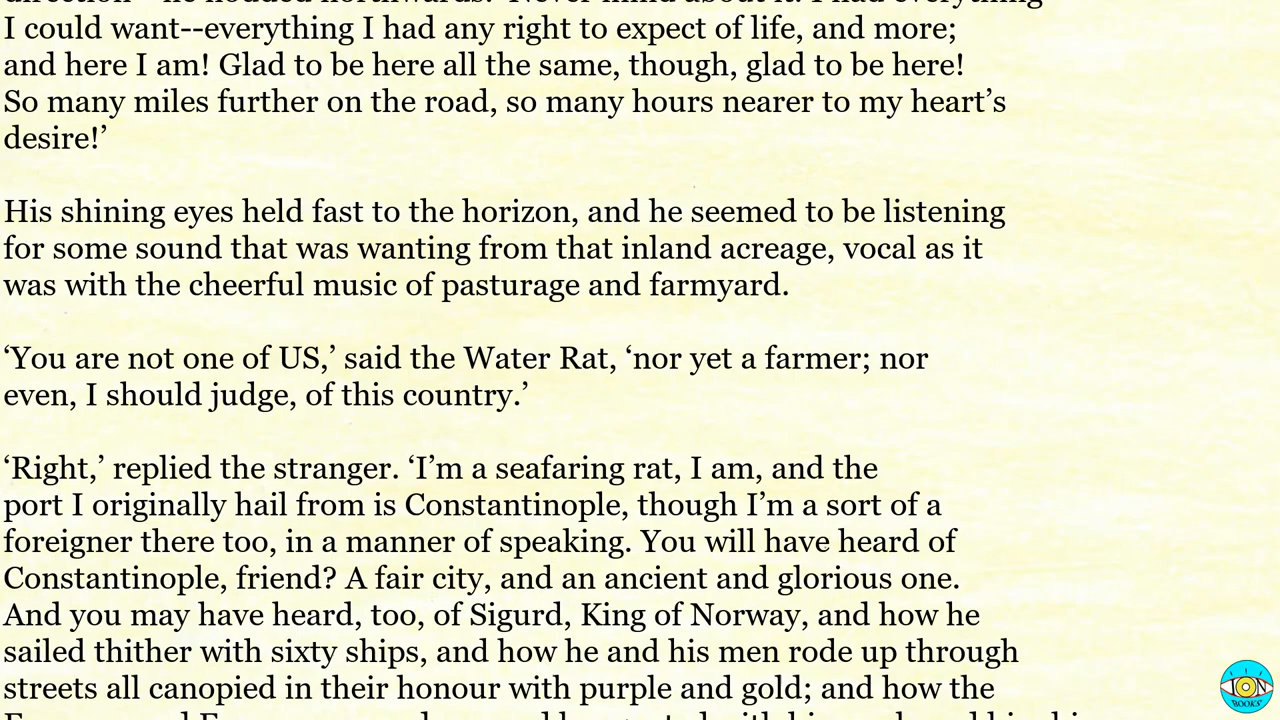 I could want--everything I had any right to expect of life, and more;
and here I am! Glad to be here all the same, though, glad to be here!
So many miles further on the road, so many hours nearer to my heart’s
desire!’
His shining eyes held fast to the horizon, and he seemed to be listening
for some sound that was wanting from that inland acreage, vocal as it
was with the cheerful music of pasturage and farmyard.
‘You are not one of US,’ said the Water Rat, ‘nor yet a farmer; nor
even, I should judge, of this country.’
‘Right,’ replied the stranger. ‘I’m a seafaring rat, I am, and the
port I originally hail from is Constantinople, though I’m a sort of a
foreigner there too, in a manner of speaking. You will have heard of
Constantinople, friend? A fair city, and an ancient and glorious one.
And you may have heard, too, of Sigurd, King of Norway, and how he
sailed thither with sixty ships, and how he and his men rode up through
streets all canopied in their honour with purple and gold; and how the
ION
BOOKS